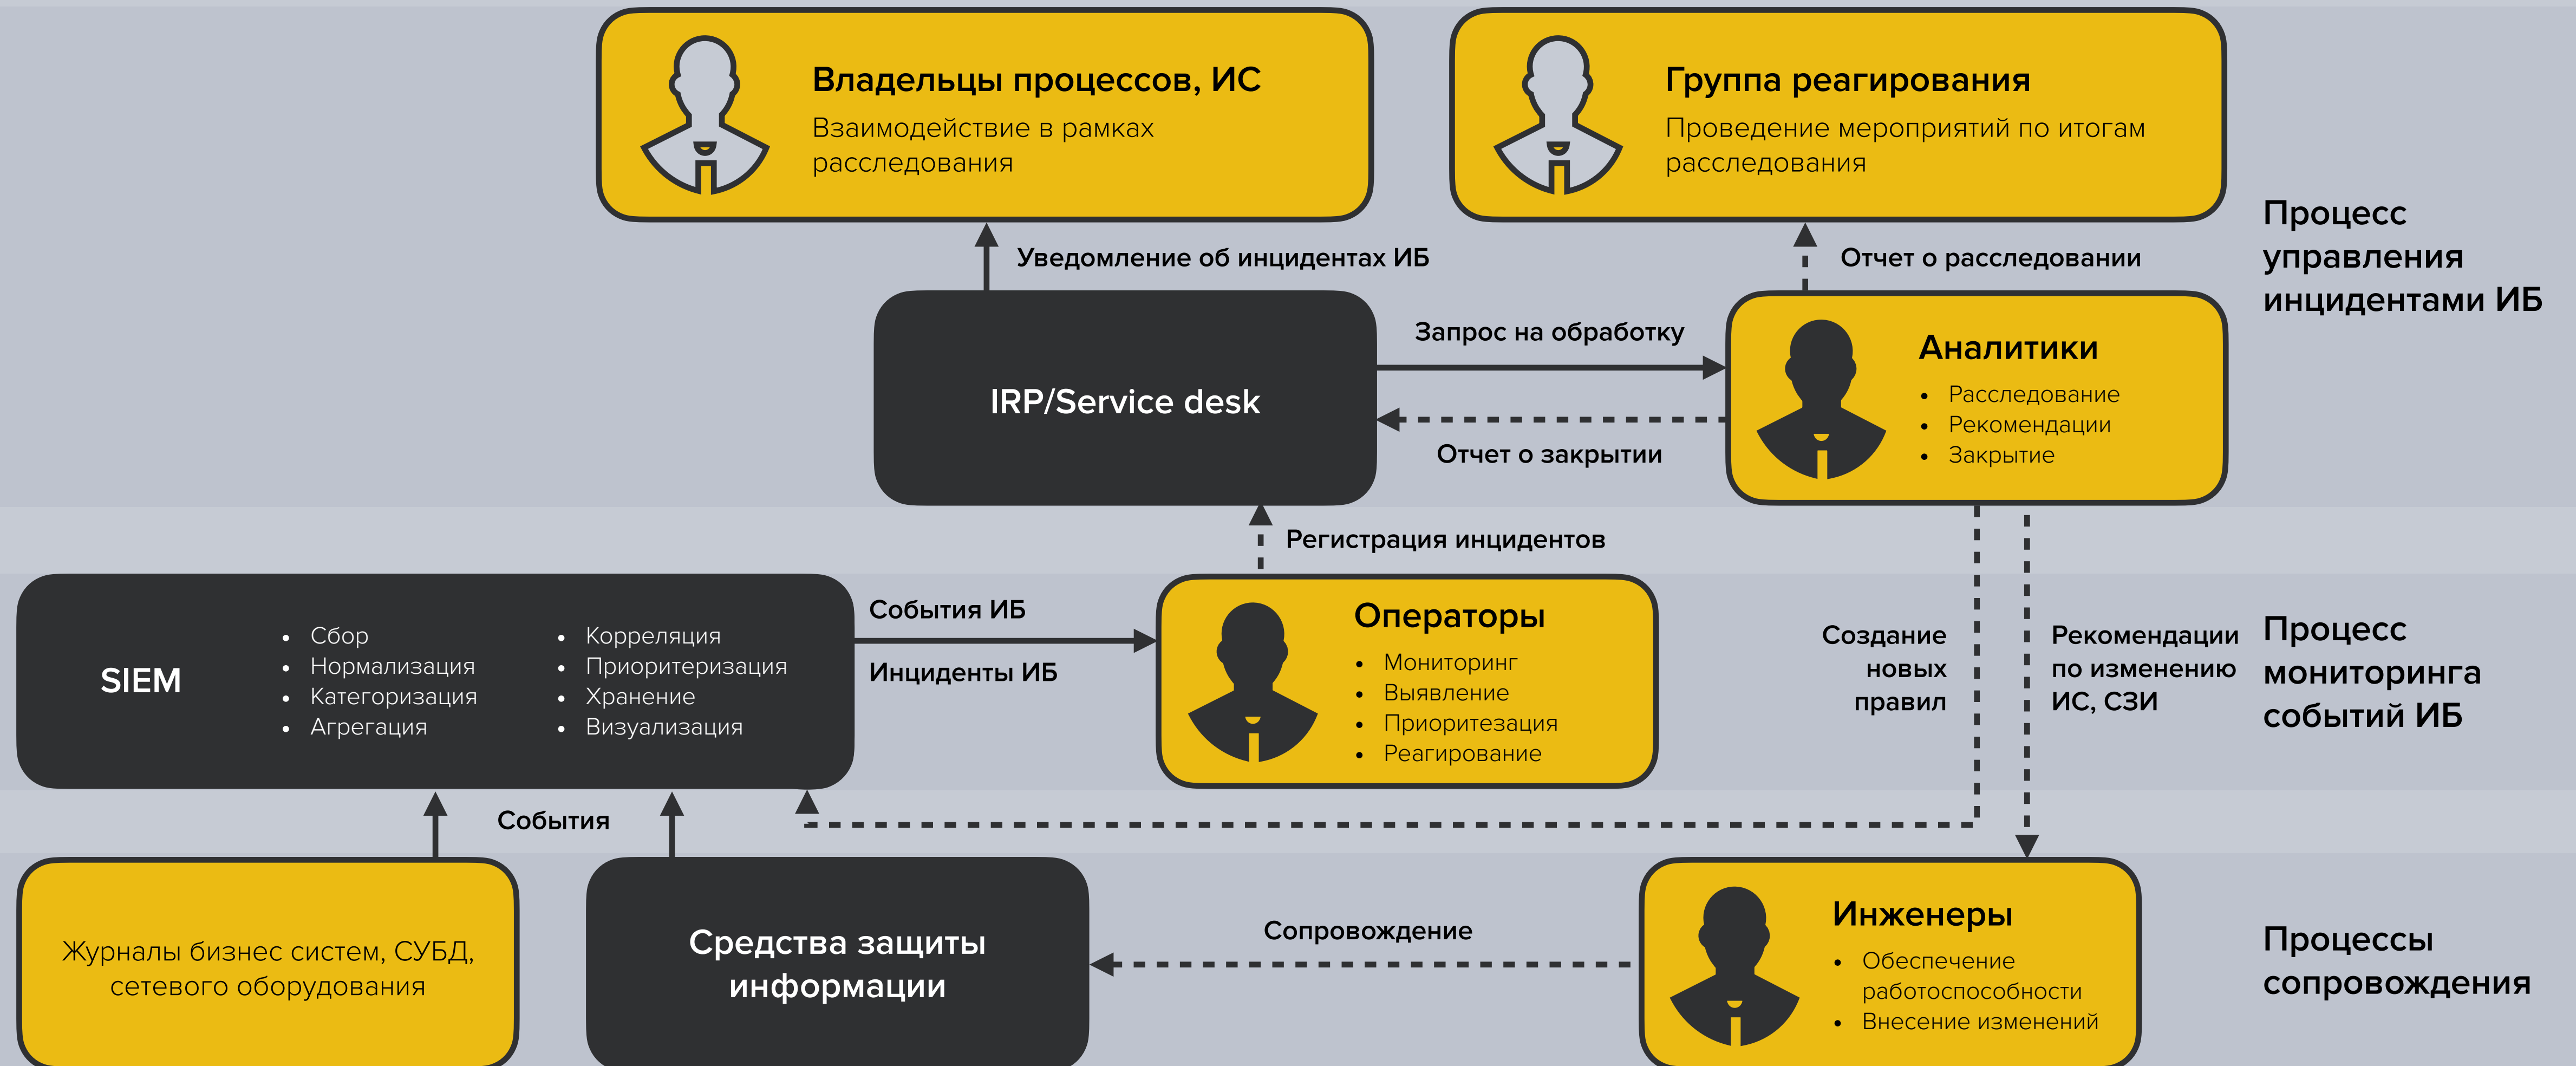 Владельцы процессов, ИС
Взаимодействие в рамках
расследования
Группа реагирования
Проведение мероприятий по итогам
расследования
Процесс
управления
инцидентами ИБ
Уведомление об инцидентах ИБ
Отчет о расследовании
IRP/Service desk
Запрос на обработку
Отчет о закрытии
Аналитики
• Расследование
• Рекомендации
• Закрытие
Регистрация инцидентов
SIEM
• Сбор
• Нормализация
• Категоризация
• Агрегация
• Корреляция
• Приоритеризация
• Хранение
• Визуализация
События ИБ
Инциденты ИБ
Операторы
• Мониторинг
• Выявление
• Приоритезация
• Реагирование
Создание
новых
правил
Рекомендации
по изменению
ИС, СЗИ
Процесс
мониторинга
событий ИБ
События
Журналы бизнес систем, СУБД,
сетевого оборудования
Средства защиты
информации
Сопровождение
Инженеры
• Обеспечение
работоспособности
• Внесение изменений
Процессы
сопровождения